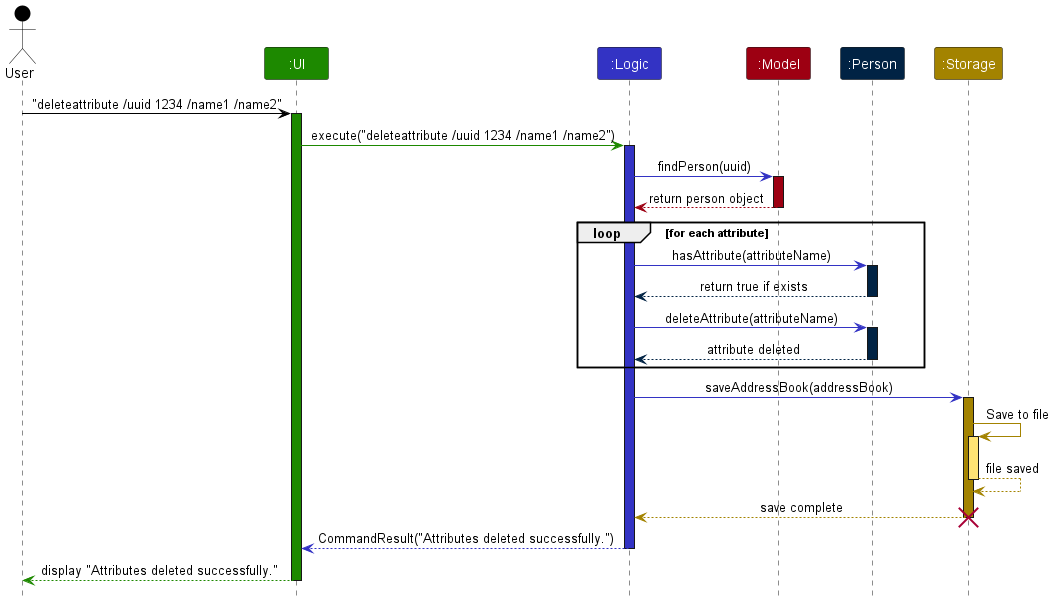 User
:UI
:Logic
:Model
:Person
:Storage
"deleteattribute /uuid 1234 /name1 /name2"
execute("deleteattribute /uuid 1234 /name1 /name2")
findPerson(uuid)
return person object
loop
[for each attribute]
hasAttribute(attributeName)
return true if exists
deleteAttribute(attributeName)
attribute deleted
saveAddressBook(addressBook)
Save to file
file saved
save complete
CommandResult("Attributes deleted successfully.")
display "Attributes deleted successfully."